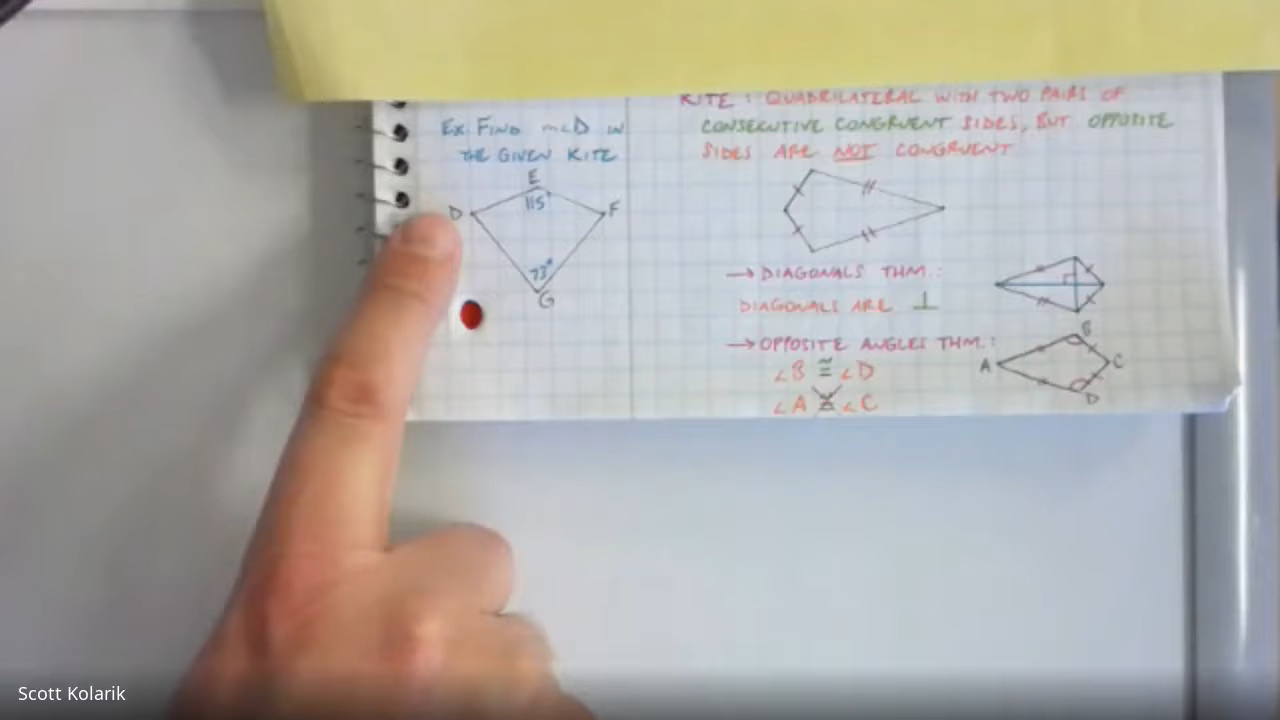 EX: FIND m∠D IN
THE GIVEN KITE
E
115°
D
F
73°
G
KITE: QUADRILATERAL WITH TWO PAIRS OF
CONSECUTIVE CONGRUENT SIDES, BUT OPPOSITE
SIDES ARE NOT CONGRUENT
→ DIAGONALS THM.:
DIAGONALS ARE ⊥
→ OPPOSITE ANGLES THM.:
∠B ≅ ∠D
∠A ≇ ∠C
B
A
C
D
Scott Kolarik